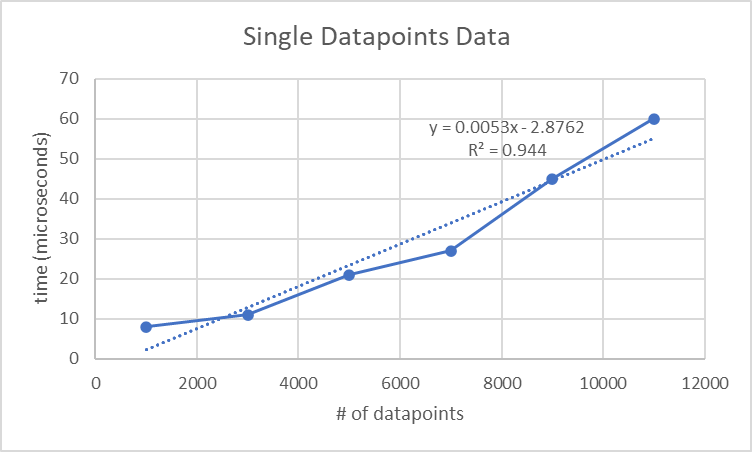 Single Datapoints Data
70
60
50
40
30
20
10
0
time (microseconds)
y = 0.0053x - 2.8762
R² = 0.944
0 2000 4000 6000 8000 10000 12000
# of datapoints